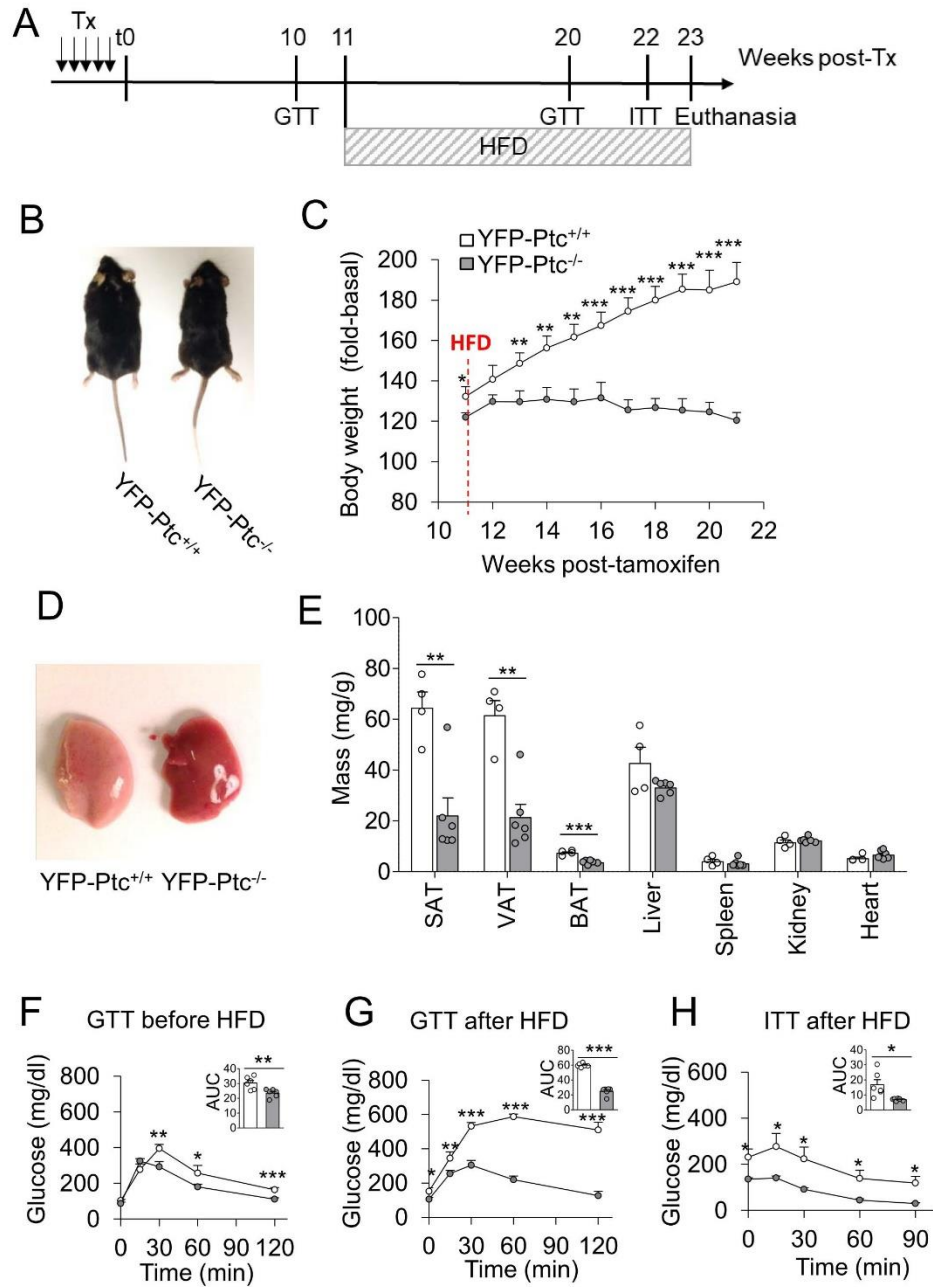 A
Tx
t0 10 11 20 22 23
Weeks post-Tx
GTT GTT ITT Euthanasia
HFD
B
YFP-Ptc+/+
YFP-Ptc-/-
C
YFP-Ptc+/+
YFP-Ptc-/-
Body weight (fold-basal)
200
180
160
140
120
100
80
HFD
* ** ** ** *** *** *** *** *** ***
10 12 14 16 18 20 22
Weeks post-tamoxifen
D
YFP-Ptc+/+ YFP-Ptc-/-
E
Mass (mg/g)
100
80
60
40
20
0
** ** ***
SAT VAT BAT Liver Spleen Kidney Heart
F
GTT before HFD
Glucose (mg/dl)
800
600
400
200
0
AUC
40
30
20
10
0
**
** * ***
0 30 60 90 120
Time (min)
G
GTT after HFD
Glucose (mg/dl)
800
600
400
200
0
AUC
80
60
40
20
0
***
* ** *** *** ***
0 30 60 90 120
Time (min)
H
ITT after HFD
Glucose (mg/dl)
800
600
400
200
0
AUC
40
30
20
10
0
*
* * * * *
0 30 60 90
Time (min)